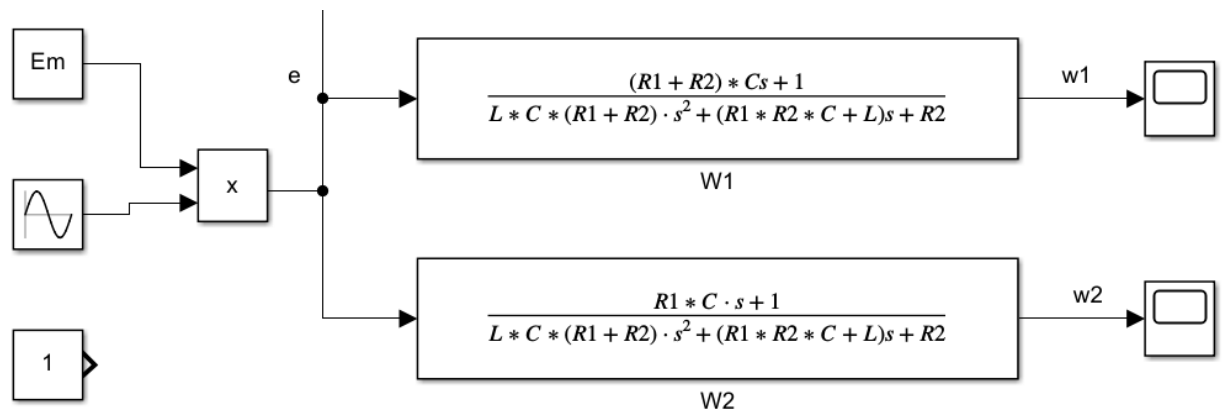 Em
e
x
1
(R1 + R2) * Cs + 1
L * C * (R1 + R2) · s² + (R1 * R2 * C + L)s + R2
W1
w1
R1 * C · s + 1
L * C * (R1 + R2) · s² + (R1 * R2 * C + L)s + R2
W2
w2